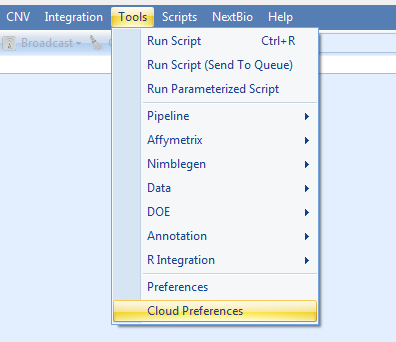 CNV Integration Tools Scripts NextBio Help
Broadcast
Run Script Ctrl+R
Run Script (Send To Queue)
Run Parameterized Script
Pipeline
Affymetrix
Nimblegen
Data
DOE
Annotation
R Integration
Preferences
Cloud Preferences